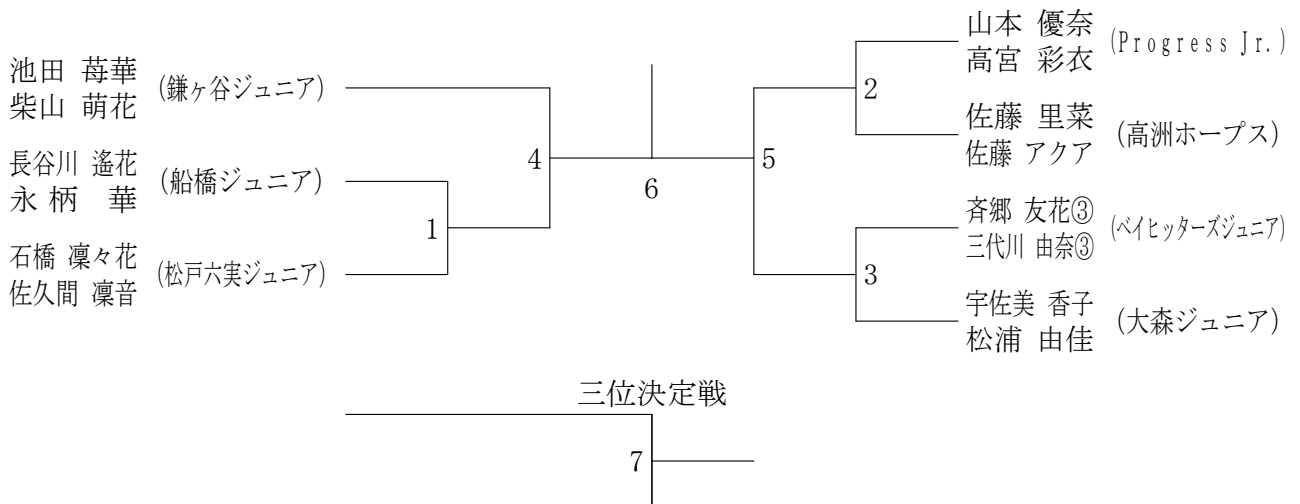 池田 苺華
柴山 萌花
(鎌ヶ谷ジュニア)
長谷川 遙花
永柄 華
(船橋ジュニア)
石橋 凜々花
佐久間 凜音
(松戸六実ジュニア)
1
4
6
5
2
3
山本 優奈
高宮 彩衣
(Progress Jr.)
佐藤 里菜
佐藤 アクア
(高洲ホープス)
斉郷 友花③
三代川 由奈③
(ベイヒッターズジュニア)
宇佐美 香子
松浦 由佳
(大森ジュニア)
三位決定戦
7